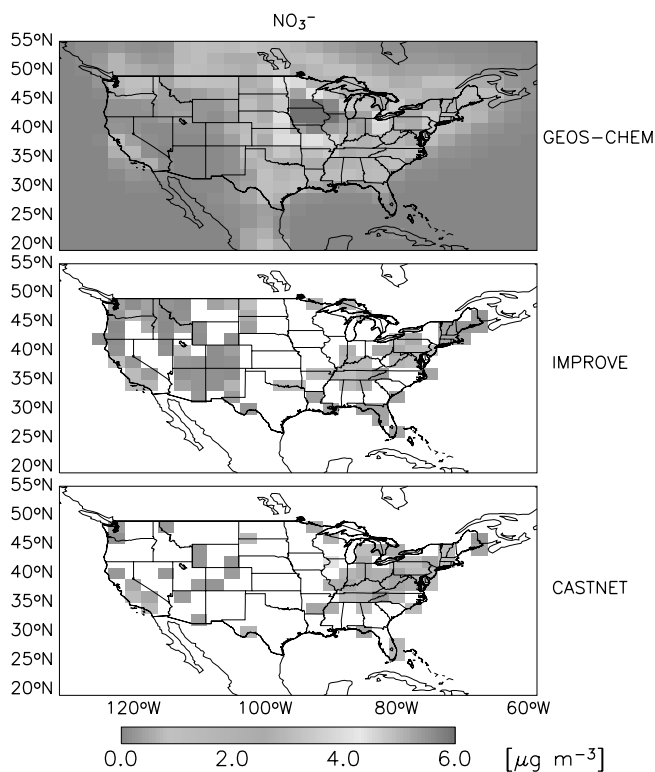 NO₃⁻
55°N
50°N
45°N
40°N
35°N
30°N
25°N
20°N
GEOS-CHEM
55°N
50°N
45°N
40°N
35°N
30°N
25°N
20°N
IMPROVE
55°N
50°N
45°N
40°N
35°N
30°N
25°N
20°N
CASTNET
120°W 100°W 80°W 60°W
0.0 2.0 4.0 6.0 [μg m⁻³]